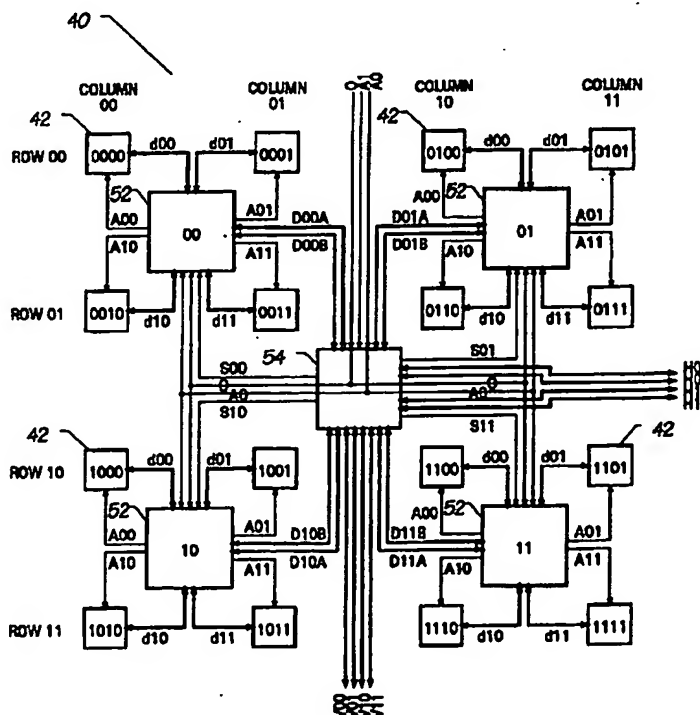 40
COLUMN 00
COLUMN 01
COLUMN 10
COLUMN 11
O A1 A0
42
42
ROW 00
0000
d00
d01
0001
0100
d00
d01
0101
52
52
A00
A01
A00
A01
00
D00A
D01A
01
A10
D00B
D01B
A10
A11
A11
ROW 01
0010
d10
d11
0011
0110
d10
d11
0111
54
S00
S01
O
O
A0
A0
S10
S11
42
42
ROW 10
1000
d00
d01
1001
1100
d00
d01
1101
52
52
A00
A01
A00
A01
10
D10B
D11B
11
A10
A11
D10A
D11A
A10
A11
ROW 11
1010
d10
d11
1011
1110
d10
d11
1111